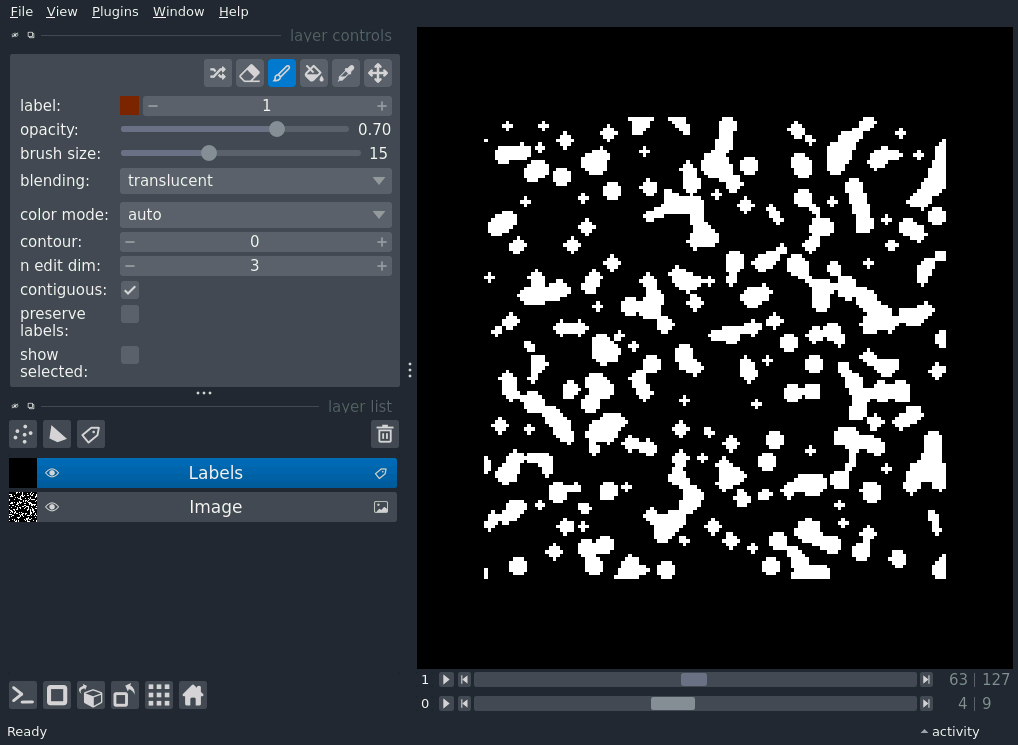 File View Plugins Window Help
layer controls
label: 1
opacity: 0.70
brush size: 15
blending: translucent
color mode: auto
contour: 0
n edit dim: 3
contiguous:
preserve
labels:
show
selected:
layer list
Labels
Image
1 63 | 127
0 4 | 9
Ready activity